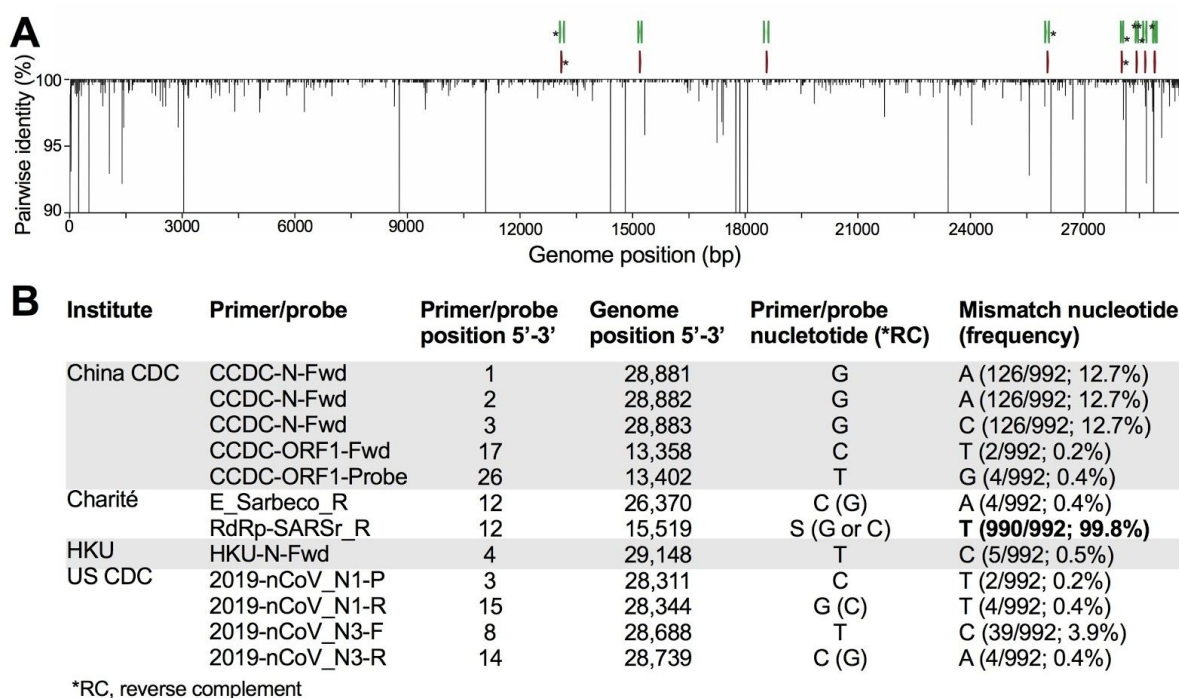 A
* * ** * * *
* *
Pairwise identity (%)
100
95
90
0 3000 6000 9000 12000 15000 18000 21000 24000 27000
Genome position (bp)
B
Institute Primer/probe Primer/probe position 5’-3’ Genome position 5’-3’ Primer/probe nucletotide (*RC) Mismatch nucleotide (frequency)
China CDC CCDC-N-Fwd 1 28,881 G A (126/992; 12.7%)
CCDC-N-Fwd 2 28,882 G A (126/992; 12.7%)
CCDC-N-Fwd 3 28,883 G C (126/992; 12.7%)
CCDC-ORF1-Fwd 17 13,358 C T (2/992; 0.2%)
CCDC-ORF1-Probe 26 13,402 T G (4/992; 0.4%)
Charité E_Sarbeco_R 12 26,370 C (G) A (4/992; 0.4%)
RdRp-SARSr_R 12 15,519 S (G or C) T (990/992; 99.8%)
HKU HKU-N-Fwd 4 29,148 T C (5/992; 0.5%)
US CDC 2019-nCoV_N1-P 3 28,311 C T (2/992; 0.2%)
2019-nCoV_N1-R 15 28,344 G (C) T (4/992; 0.4%)
2019-nCoV_N3-F 8 28,688 T C (39/992; 3.9%)
2019-nCoV_N3-R 14 28,739 C (G) A (4/992; 0.4%)
*RC, reverse complement